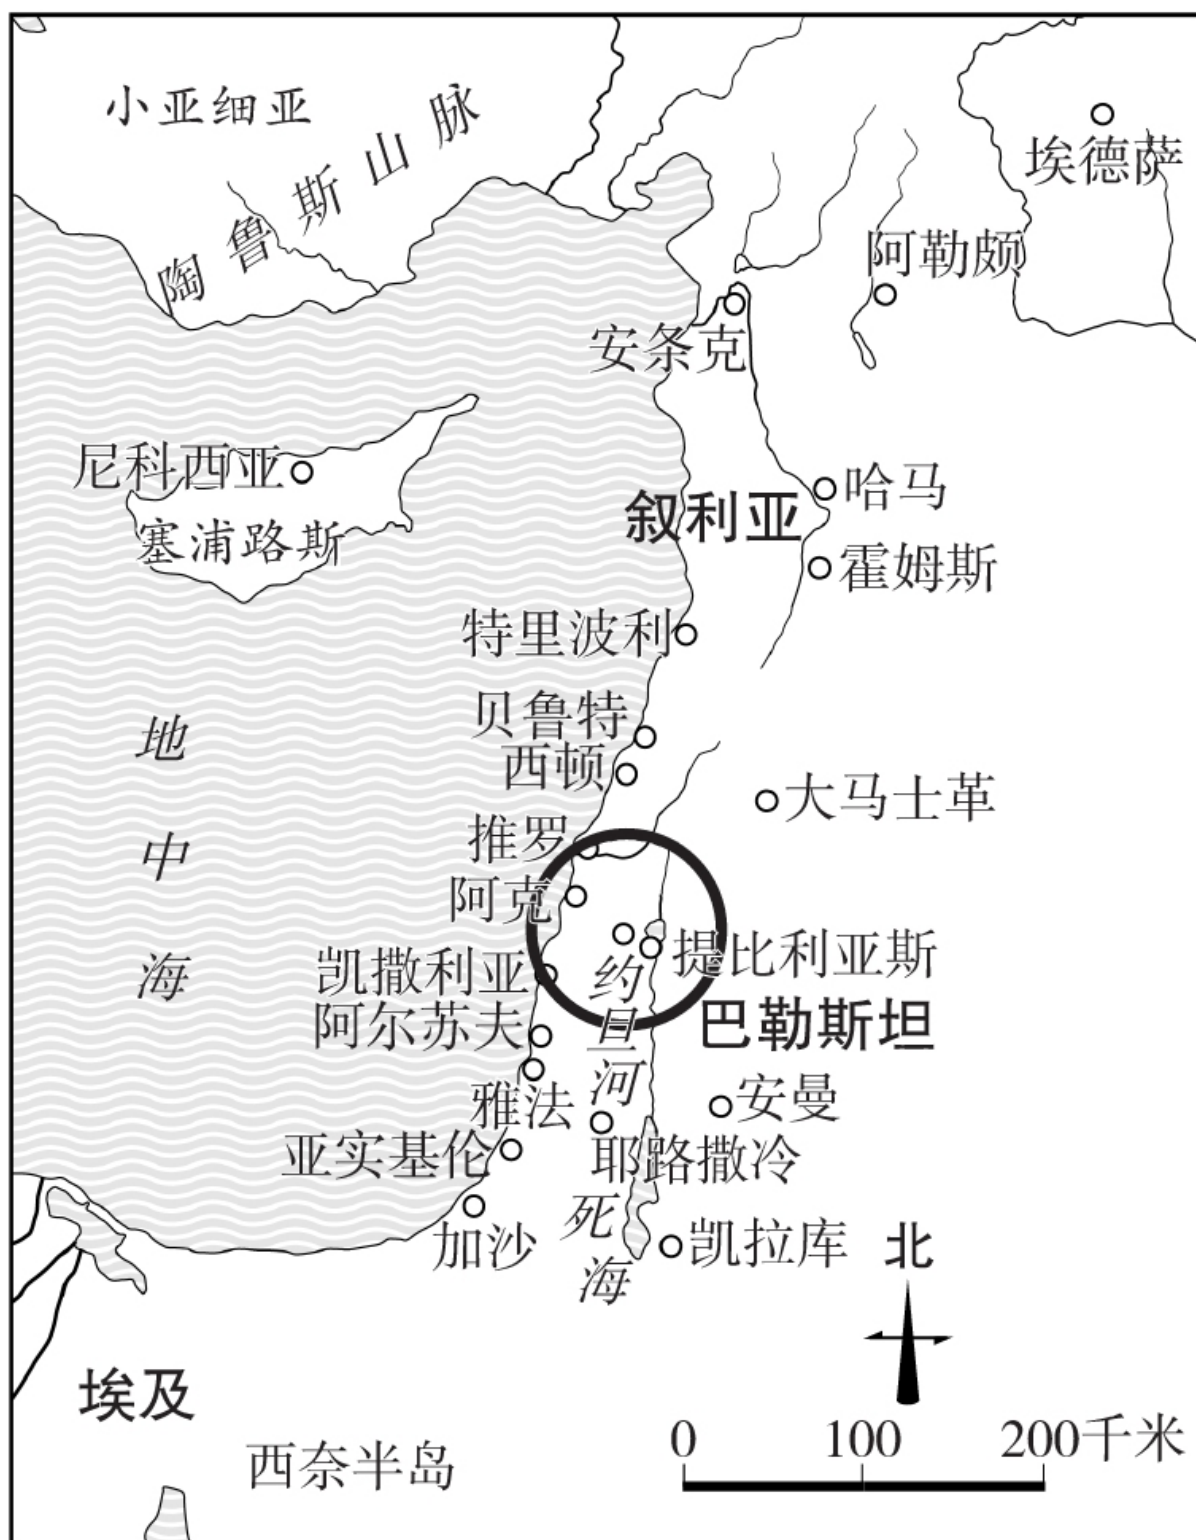 小亚细亚
陶鲁斯山脉
埃德萨
阿勒颇
安条克
尼科西亚
塞浦路斯
哈马
叙利亚
霍姆斯
特里波利
贝鲁特
西顿
大马士革
推罗
阿克
提比利亚斯
凯撒利亚
约旦河
阿尔苏夫
巴勒斯坦
雅法
安曼
亚实基伦
耶路撒冷
地中海
加沙
死海
凯拉库
北
埃及
西奈半岛
0 100 200千米